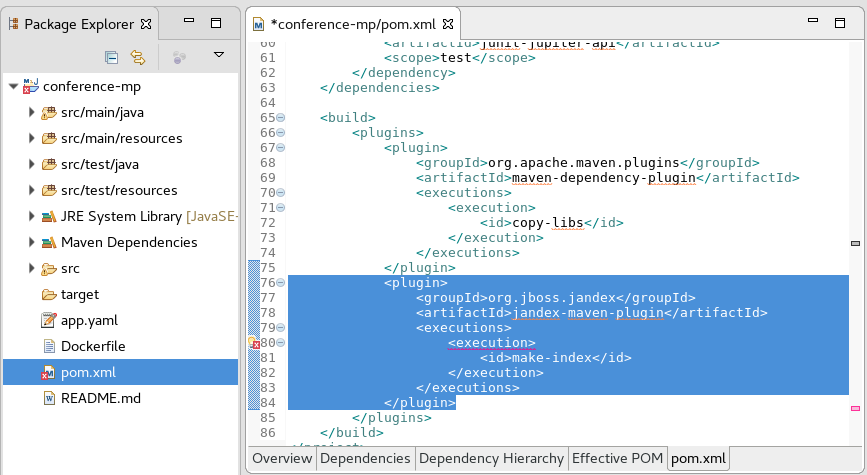 Package Explorer
conference-mp
src/main/java
src/main/resources
src/test/java
src/test/resources
JRE System Library [JavaSE-
Maven Dependencies
src
target
app.yaml
Dockerfile
pom.xml
README.md
*conference-mp/pom.xml
60 <artifactId>junit-jupiter-api</artifactId>
61 <scope>test</scope>
62 </dependency>
63 </dependencies>
64
65 <build>
66 <plugins>
67 <plugin>
68 <groupId>org.apache.maven.plugins</groupId>
69 <artifactId>maven-dependency-plugin</artifactId>
70 <executions>
71 <execution>
72 <id>copy-libs</id>
73 </execution>
74 </executions>
75 </plugin>
76 <plugin>
77 <groupId>org.jboss.jandex</groupId>
78 <artifactId>jandex-maven-plugin</artifactId>
79 <executions>
80 <execution>
81 <id>make-index</id>
82 </execution>
83 </executions>
84 </plugin>
85 </plugins>
86 </build>
</project>
Overview Dependencies Dependency Hierarchy Effective POM pom.xml